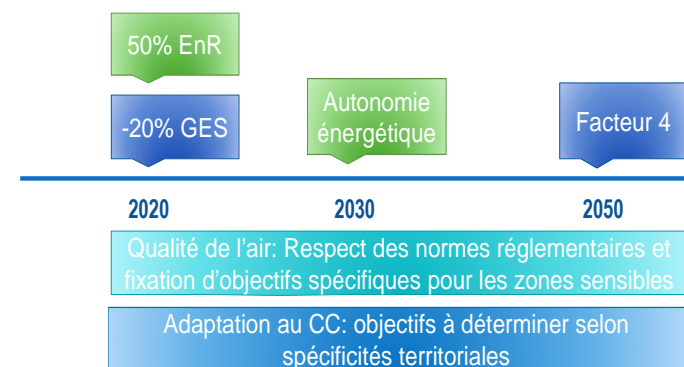 50% EnR
-20% GES
Autonomie
énergétique
Facteur 4
2020
2030
2050
Qualité de l'air: Respect des normes réglementaires et
fixation d'objectifs spécifiques pour les zones sensibles
Adaptation au CC: objectifs à déterminer selon
spécificités territoriales